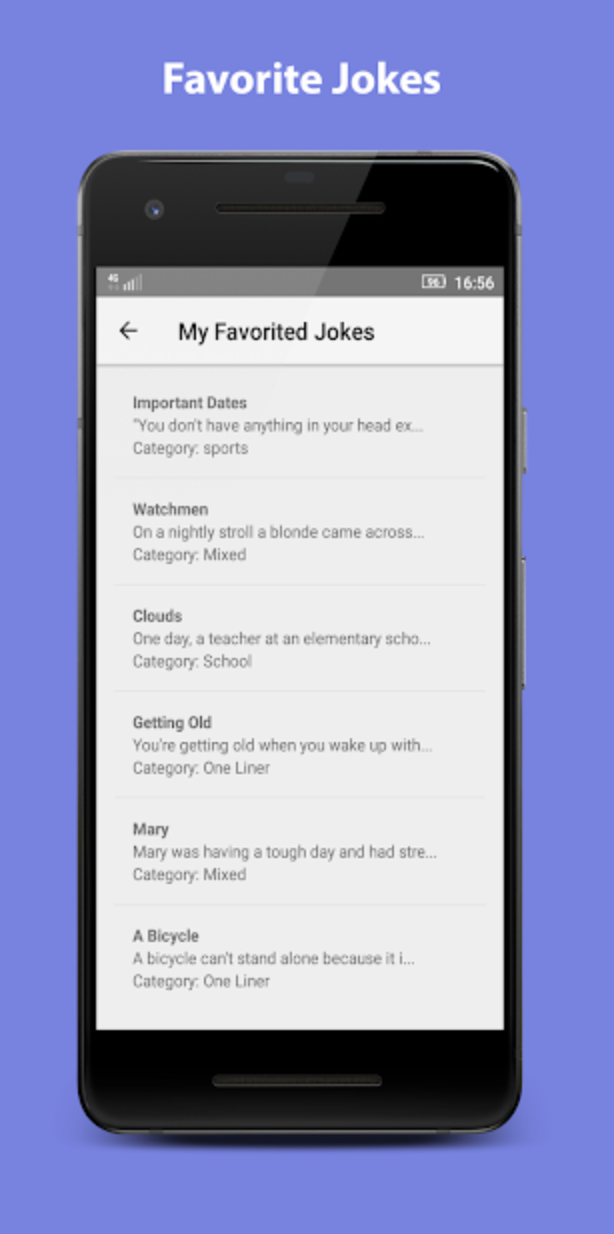 Favorite Jokes
4G
96
16:56
My Favorited Jokes
Important Dates
"You don't have anything in your head ex...
Category: sports
Watchmen
On a nightly stroll a blonde came across...
Category: Mixed
Clouds
One day, a teacher at an elementary scho...
Category: School
Getting Old
You're getting old when you wake up with...
Category: One Liner
Mary
Mary was having a tough day and had stre...
Category: Mixed
A Bicycle
A bicycle can't stand alone because it i...
Category: One Liner